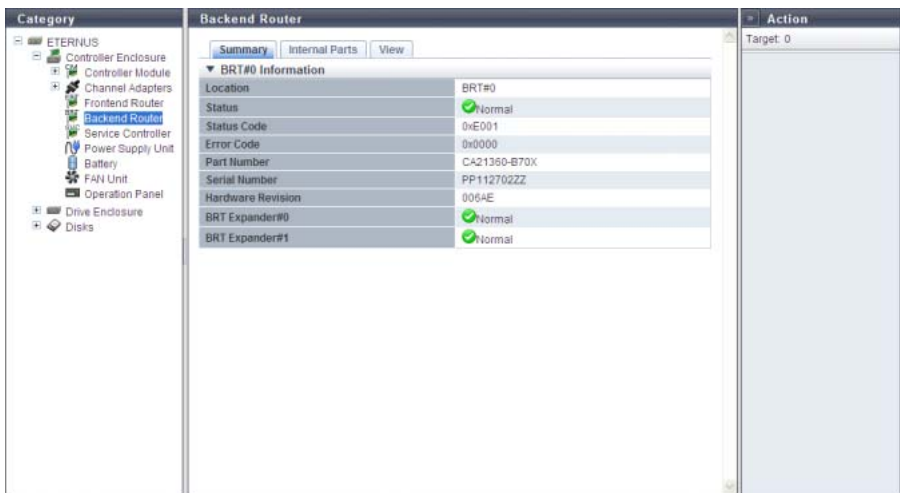 Category
ETERNUS
Controller Enclosure
Controller Module
Channel Adapters
Frontend Router
Backend Router
Service Controller
Power Supply Unit
Battery
FAN Unit
Operation Panel
Drive Enclosure
Disks
Backend Router
Summary Internal Parts View
BRT#0 Information
Location BRT#0
Status Normal
Status Code 0xE001
Error Code 0x0000
Part Number CA21360-B70X
Serial Number PP112702ZZ
Hardware Revision 006AE
BRT Expander#0 Normal
BRT Expander#1 Normal
Action
Target: 0